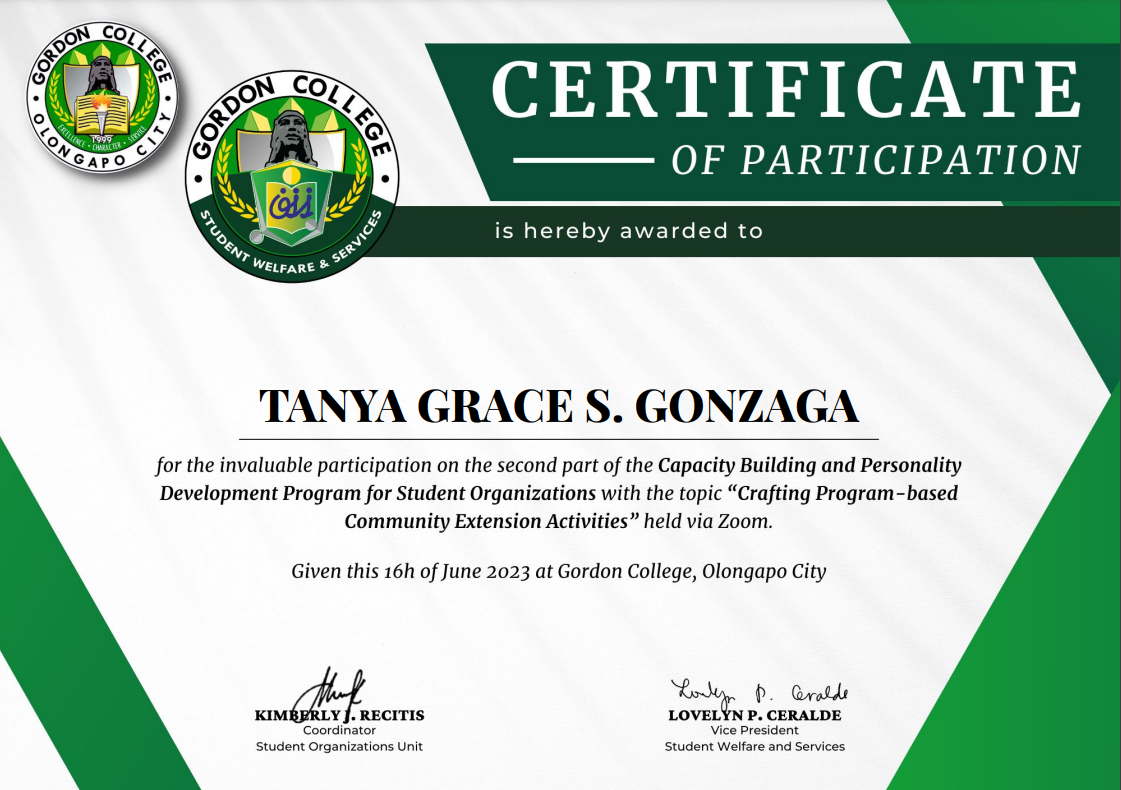 GORDON COLLEGE
OLONGAPO CITY
EXCELLENCE • CHARACTER • SERVICE
1999
GORDON COLLEGE
STUDENT WELFARE & SERVICES
CERTIFICATE
OF PARTICIPATION
is hereby awarded to
TANYA GRACE S. GONZAGA
for the invaluable participation on the second part of the Capacity Building and Personality
Development Program for Student Organizations with the topic “Crafting Program-based
Community Extension Activities” held via Zoom.
Given this 16h of June 2023 at Gordon College, Olongapo City
Lovelyn P. Ceralde
KIMBERLY J. RECITIS
Coordinator
Student Organizations Unit
LOVELYN P. CERALDE
Vice President
Student Welfare and Services